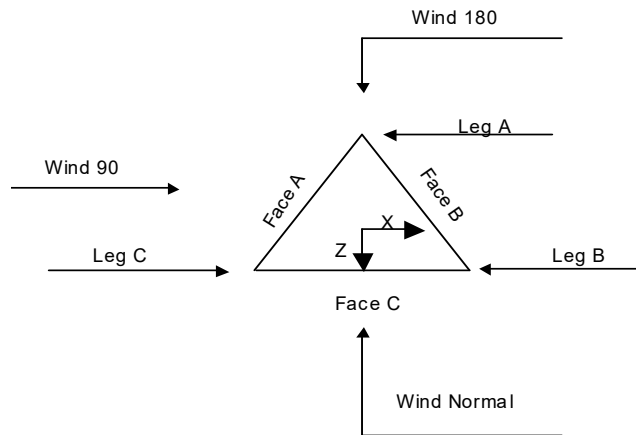 Wind 180
Leg A
Wind 90
Face A
Face B
X
Leg C
Z
Leg B
Face C
Wind Normal